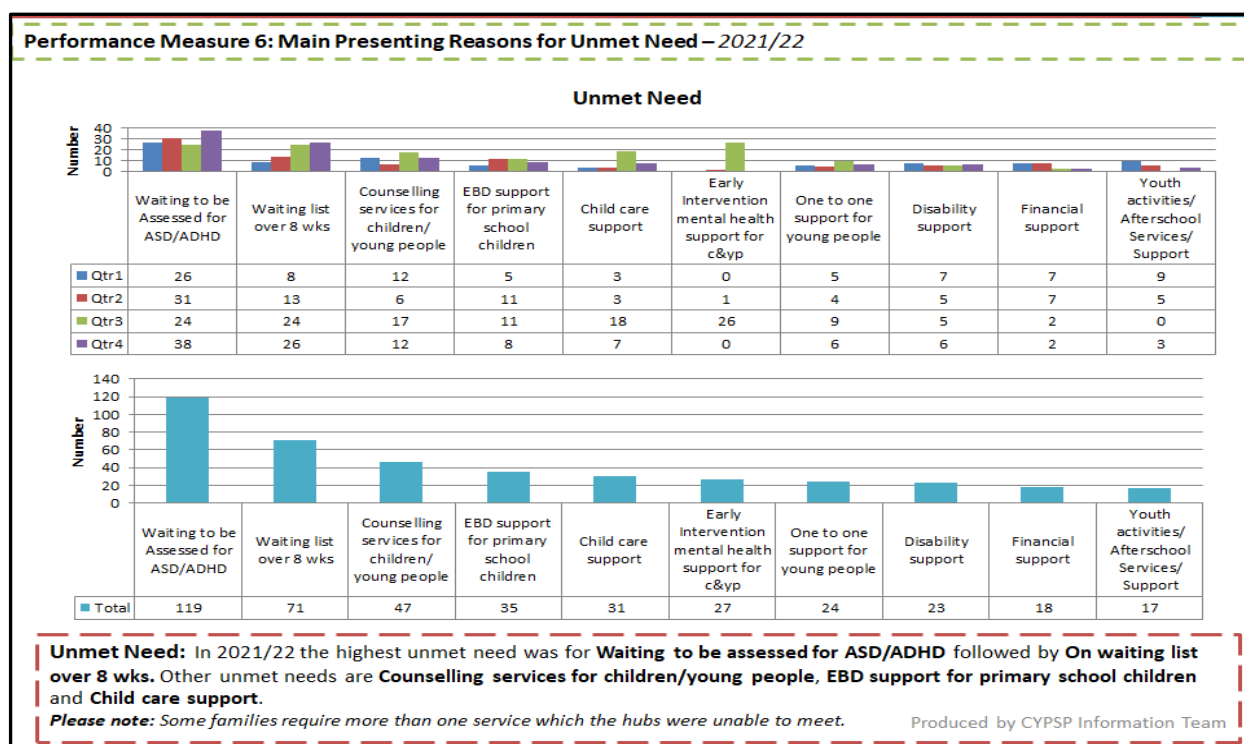 Performance Measure 6: Main Presenting Reasons for Unmet Need – 2021/22
Unmet Need
Number
40
30
20
10
0
Waiting to be Assessed for ASD/ADHD
Waiting list over 8 wks
Counselling services for children/ young people
EBD support for primary school children
Child care support
Early Intervention mental health support for c&yp
One to one support for young people
Disability support
Financial support
Youth activities/ Afterschool Services/ Support
Qtr1 26 8 12 5 3 0 5 7 7 9
Qtr2 31 13 6 11 3 1 4 5 7 5
Qtr3 24 24 17 11 18 26 9 5 2 0
Qtr4 38 26 12 8 7 0 6 6 2 3
Number
140
120
100
80
60
40
20
0
Waiting to be Assessed for ASD/ADHD
Waiting list over 8 wks
Counselling services for children/ young people
EBD support for primary school children
Child care support
Early Intervention mental health support for c&yp
One to one support for young people
Disability support
Financial support
Youth activities/ Afterschool Services/ Support
Total 119 71 47 35 31 27 24 23 18 17
Unmet Need: In 2021/22 the highest unmet need was for Waiting to be assessed for ASD/ADHD followed by On waiting list
over 8 wks. Other unmet needs are Counselling services for children/young people, EBD support for primary school children
and Child care support.
Please note: Some families require more than one service which the hubs were unable to meet.
Produced by CYPSP Information Team